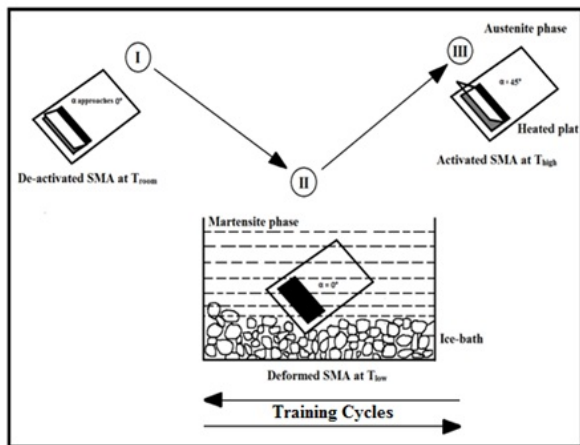 I
α approaches 0°
De-activated SMA at Troom
II
Martensite phase
α = 0°
Ice-bath
Deformed SMA at Tlow
Training Cycles
Austenite phase
III
α + 45°
Heated plat
Activated SMA at Thigh